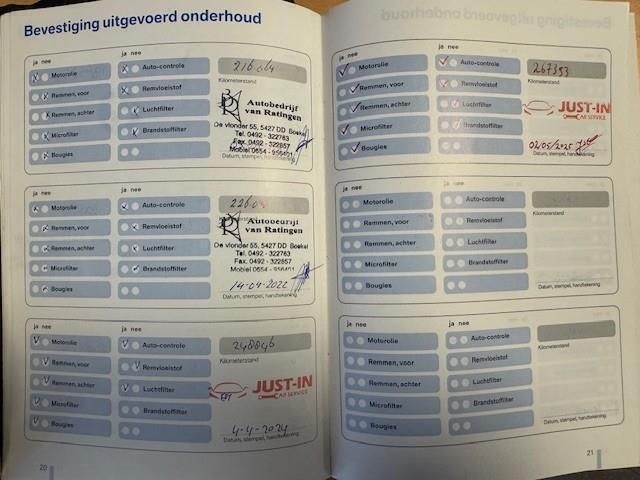 Bevestiging uitgevoerd onderhoud
ja nee
ja nee
Motorolie
Auto-controle
Remmen, voor
Remvloeistof
Kilometerstand
Remmen, achter
Luchtfilter
Microfilter
Brandstoffilter
Bougies
Autobedrijf
van Ratingen
De vlonder 55, 5427 DD Boekel
Tel. 0492 - 322763
Fax. 0492 - 322857
Datum, stempel, handtekening
ja nee
ja nee
Motorolie
Auto-controle
Remmen, voor
Remvloeistof
Remmen, achter
Luchtfilter
Microfilter
Brandstoffilter
Bougies
Autobedrijf
van Ratingen
De vlonder 55, 5427 DD Boekel
Tel. 0492 - 322763
Fax. 0492 - 322857
14-04-2022
Datum, stempel, handtekening
ja nee
ja nee
Motorolie
Auto-controle
248846
Remmen, voor
Remvloeistof
Kilometerstand
Remmen, achter
Luchtfilter
Microfilter
Brandstoffilter
Bougies
JUST-IN
CAR SERVICE
4-4-2024
Datum, stempel, handtekening
20
ja nee
ja nee
Motorolie
Auto-controle
267353
Remmen, voor
Remvloeistof
Kilometerstand
Remmen, achter
Luchtfilter
Microfilter
Brandstoffilter
Bougies
JUST-IN
CAR SERVICE
02/05/2025
Datum, stempel, handtekening
ja nee
ja nee
Motorolie
Auto-controle
Remmen, voor
Remvloeistof
Kilometerstand
Remmen, achter
Luchtfilter
Microfilter
Brandstoffilter
Bougies
Datum, stempel, handtekening
ja nee
ja nee
Motorolie
Auto-controle
Remmen, voor
Remvloeistof
Kilometerstand
Remmen, achter
Luchtfilter
Microfilter
Brandstoffilter
Bougies
Datum, stempel, handtekening
21